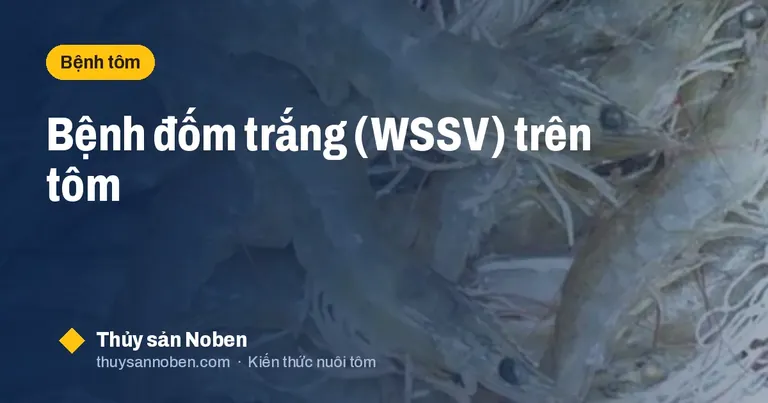 Bệnh tôm
Bệnh đốm trắng (WSSV) trên
tôm
Thủy sản Noben
thuysannoben.com · Kiến thức nuôi tôm